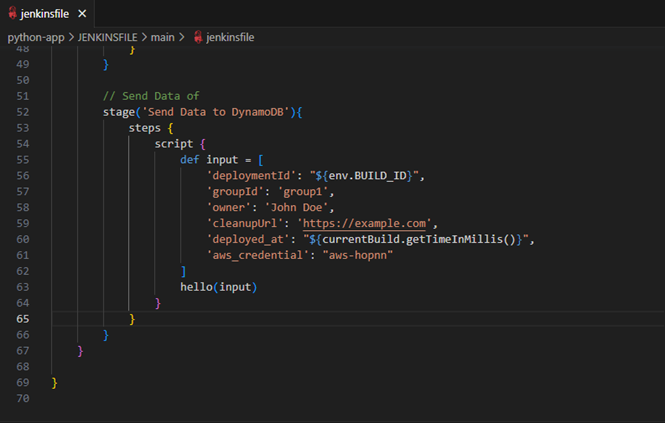 jenkinsfile ×
python-app > JENKINSFILE > main > jenkinsfile
48 }
49 }
50
51 // Send Data of
52 stage('Send Data to DynamoDB'){
53 steps {
54 script {
55 def input = [
56 'deploymentId': "${env.BUILD_ID}",
57 'groupId': 'group1',
58 'owner': 'John Doe',
59 'cleanupUrl': 'https://example.com',
60 'deployed_at': "${currentBuild.getTimeInMillis()}",
61 'aws_credential': "aws-hopnn"
62 ]
63 hello(input)
64 }
65 }
66 }
67 }
68
69 }
70